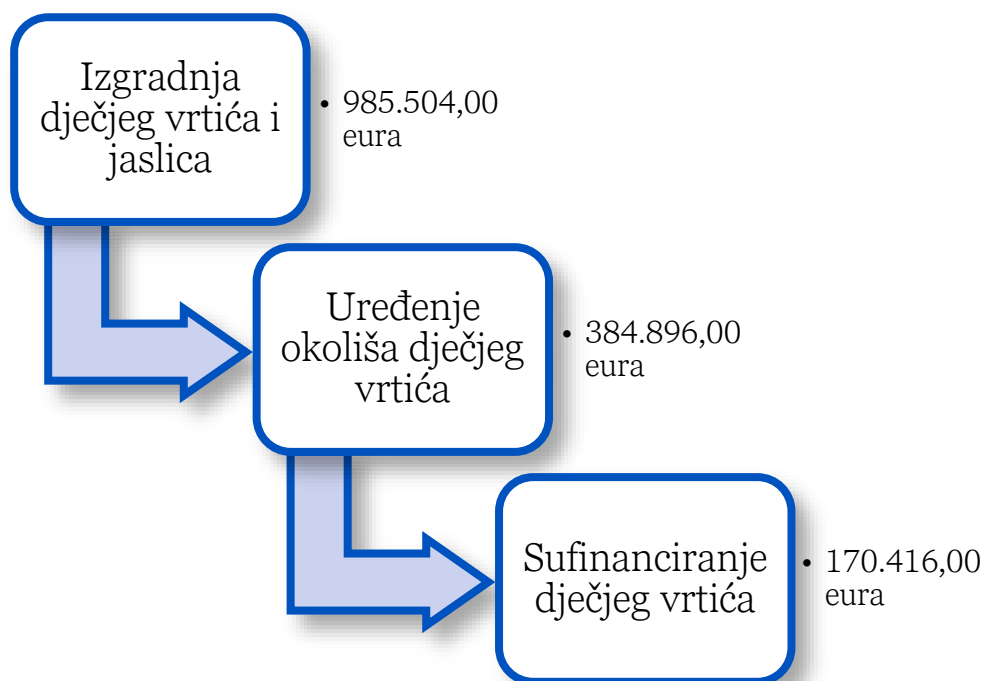 Izgradnja
dječjeg vrtića i
jaslica
• 985.504,00
eura
Uređenje
okoliša dječjeg
vrtića
• 384.896,00
eura
Sufinanciranje
dječjeg vrtića
• 170.416,00
eura